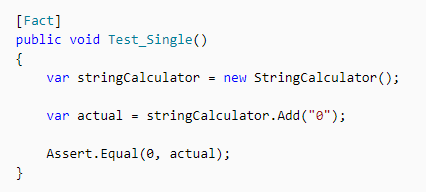 [Fact]
public void Test_Single()
{
    var stringCalculator = new StringCalculator();
    var actual = stringCalculator.Add("0");
    Assert.Equal(0, actual);
}